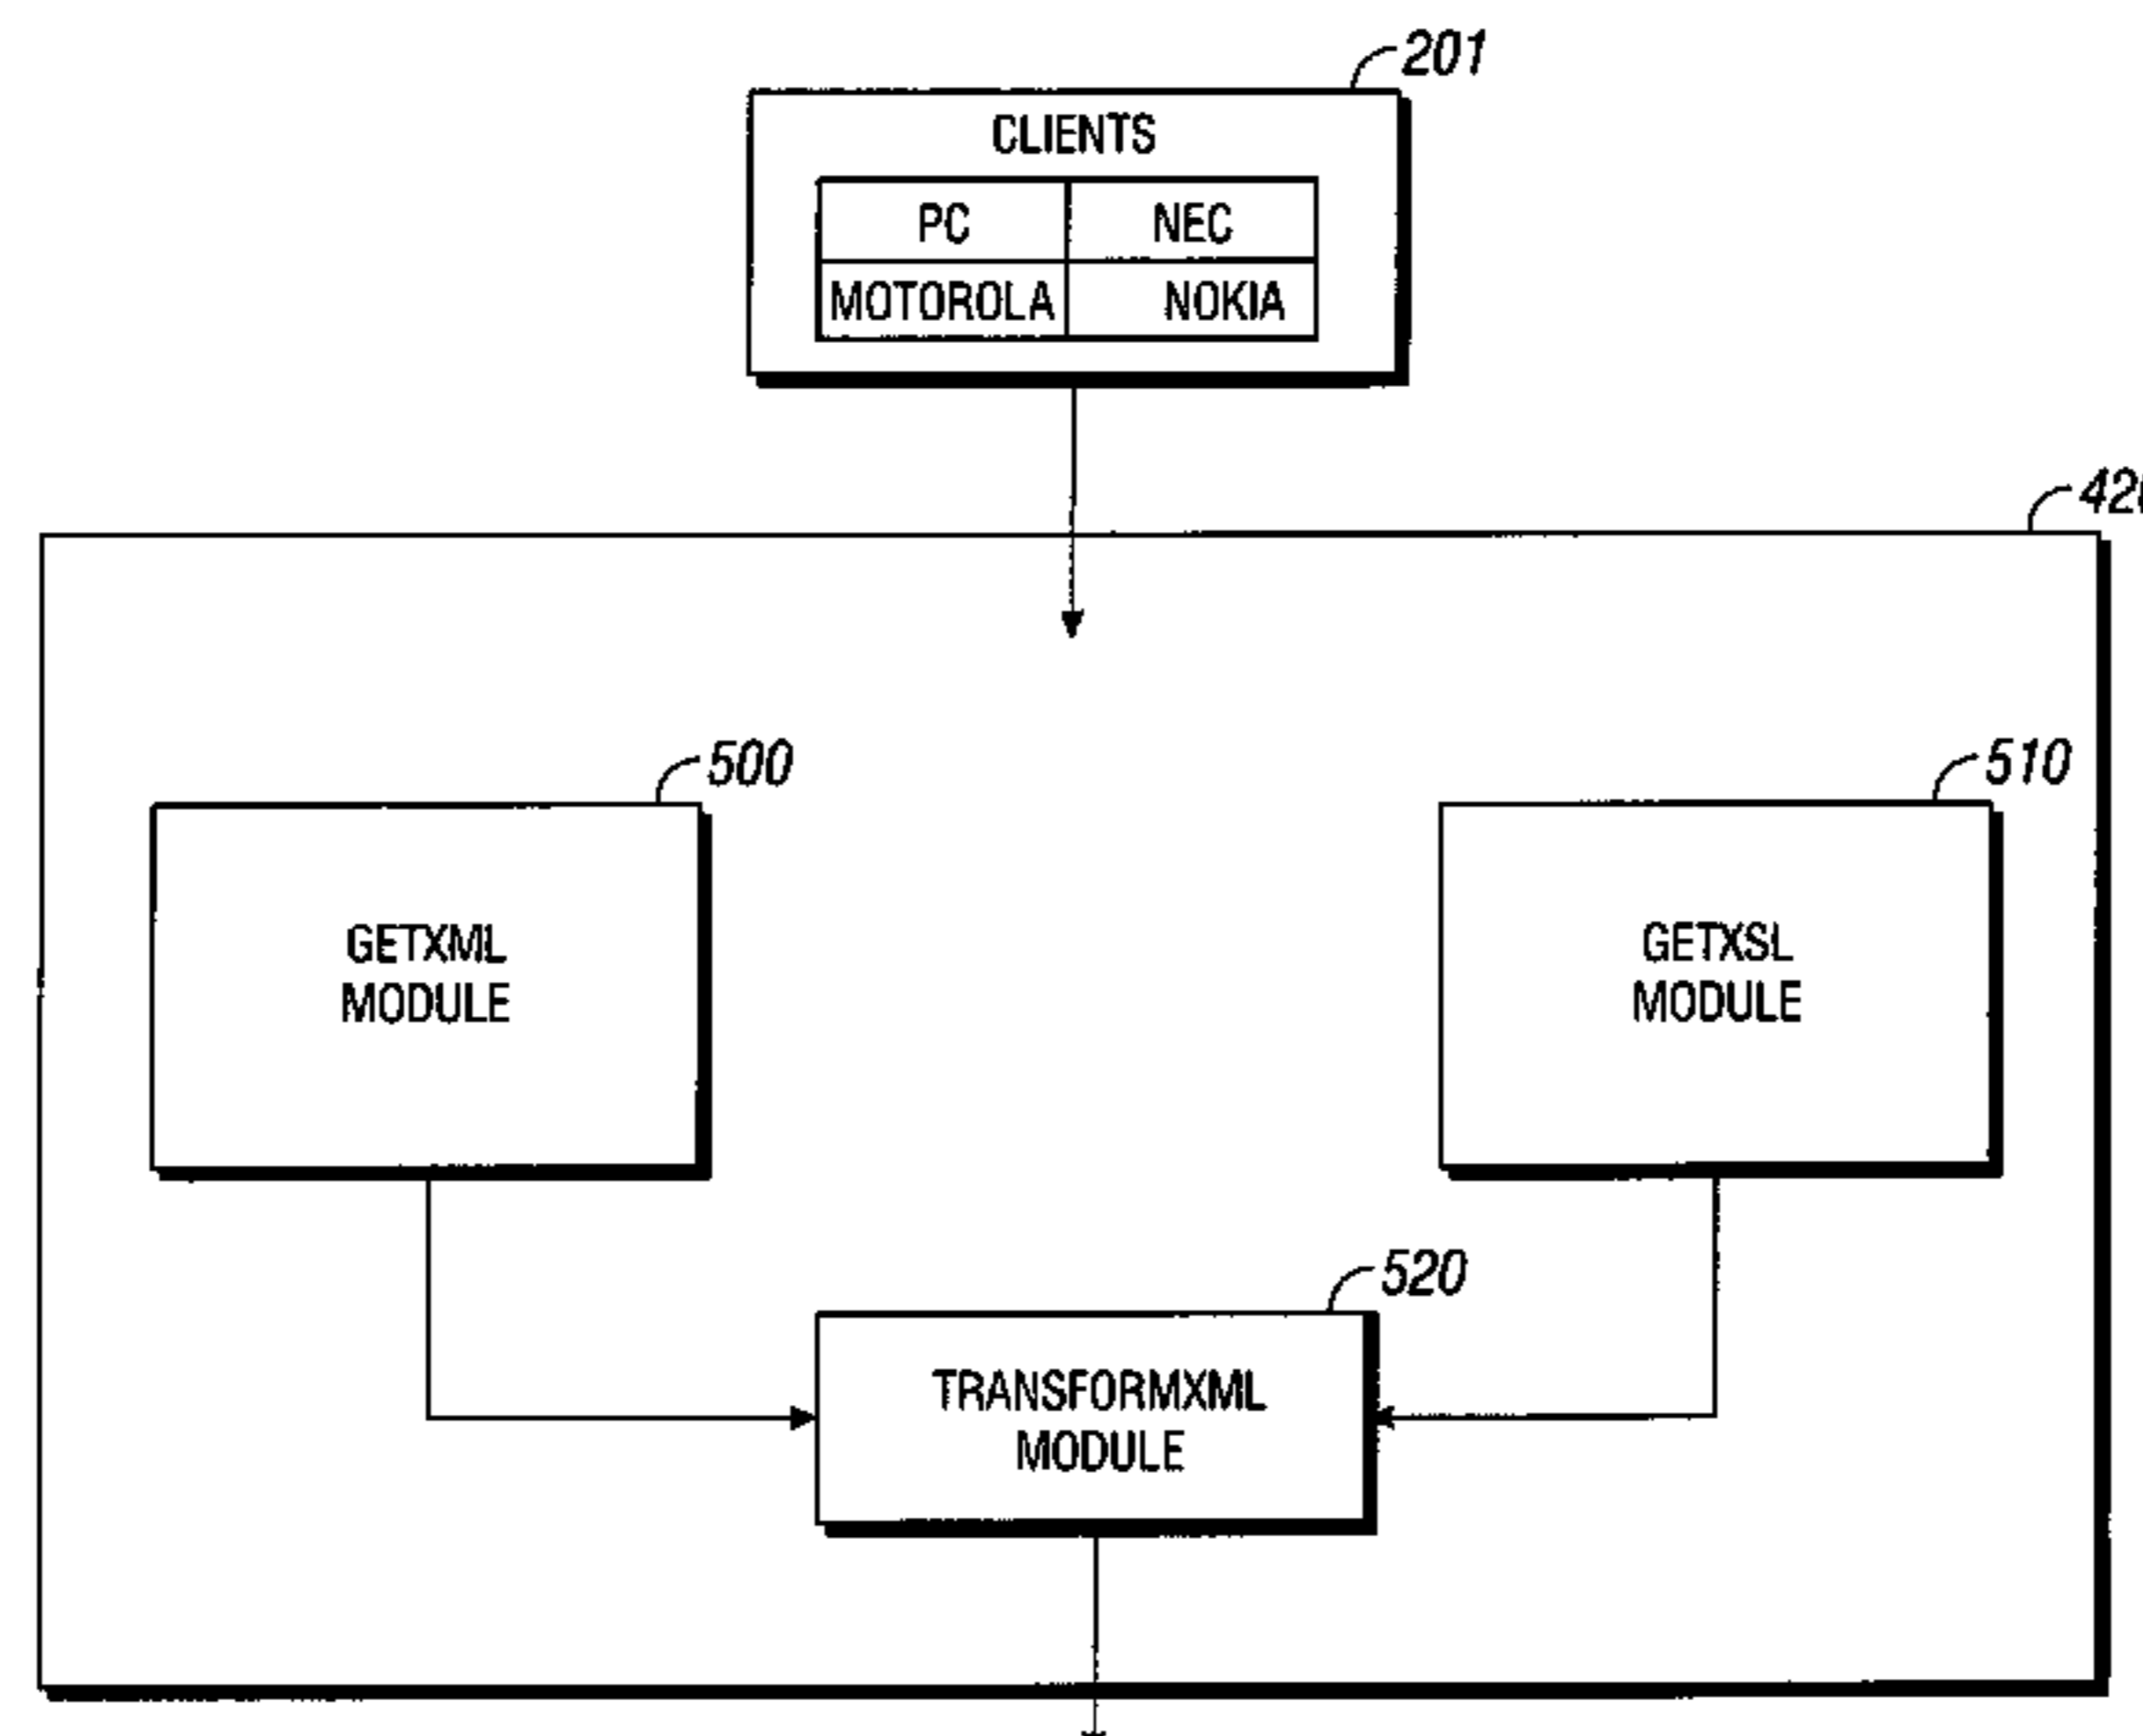 201
CLIENTS
PC NEC
MOTOROLA NOKIA
500
510
GETXML
MODULE
GETXSL
MODULE
520
TRANSFORMXML
MODULE